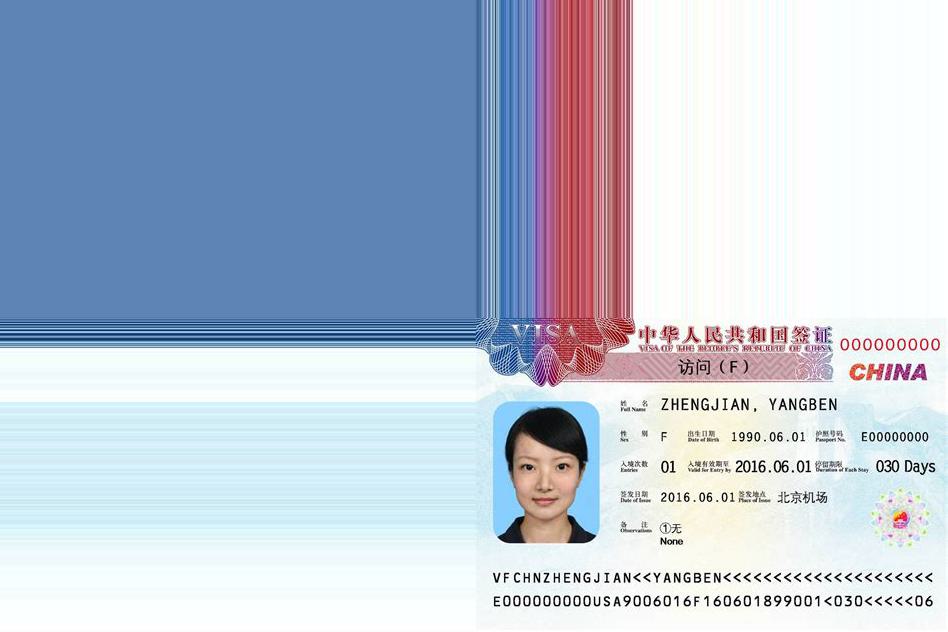 VISA 中华人民共和国签证 000000000
VISA OF THE PEOPLE'S REPUBLIC OF CHINA
访问（F） CHINA
姓 名 Full Name ZHENGJIAN, YANGBEN
性 别 Sex F 出生日期 Date of Birth 1990.06.01 护照号码 Passport No. E00000000
入境次数 Entries 01 入境有效期至 Valid for Entry by 2016.06.01 停留期限 Duration of Each Stay 030 Days
签发日期 Date of Issue 2016.06.01 签发地点 Place of Issue 北京机场
备 注 Observations ①无
None
VFCHNZHENGJIAN<<YANGBEN<<<<<<<<<<<<<<<<<<<<<
E000000000USA9006016F160601899001<030<<<<<06